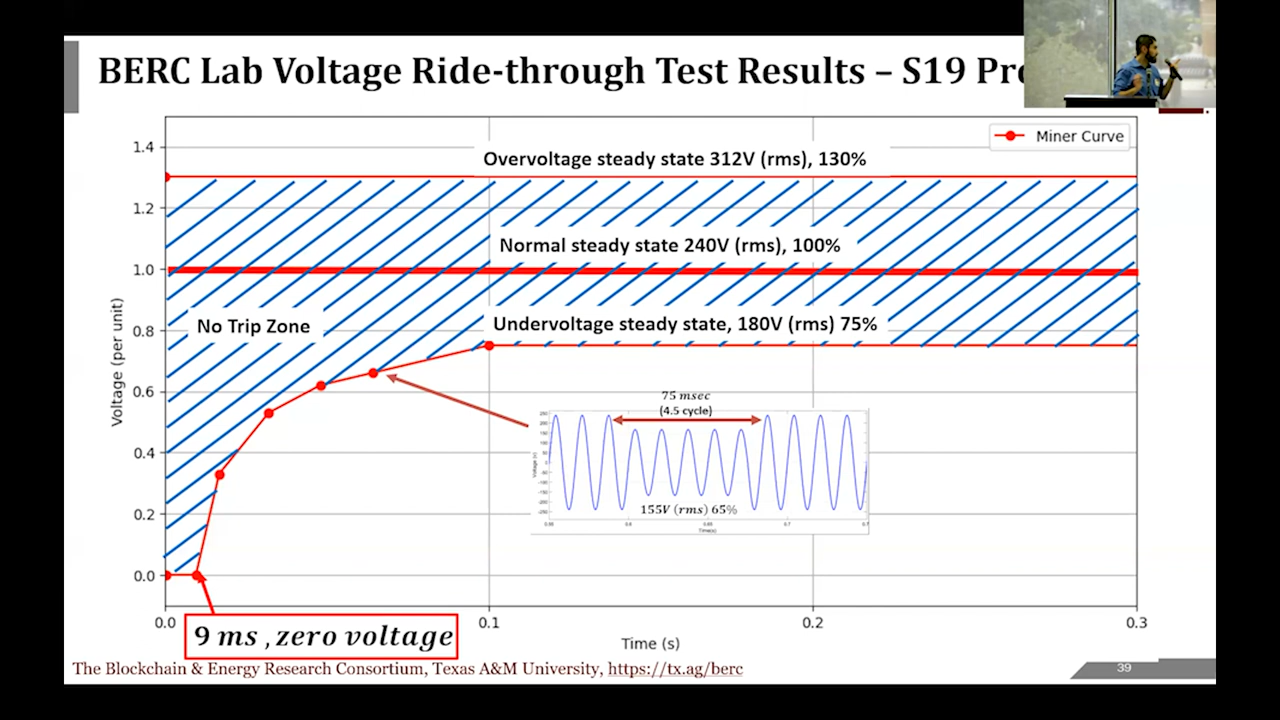 BERC Lab Voltage Ride-through Test Results – S19 Pro
Miner Curve
Overvoltage steady state 312V (rms), 130%
Normal steady state 240V (rms), 100%
No Trip Zone
Undervoltage steady state, 180V (rms) 75%
75 msec
(4.5 cycle)
155V (rms) 65%
Time(s)
Voltage (per unit)
1.4
1.2
1.0
0.8
0.6
0.4
0.2
0.0
0.0
0.1
0.2
0.3
Time (s)
9 ms , zero voltage
The Blockchain & Energy Research Consortium, Texas A&M University, https://tx.ag/berc
39